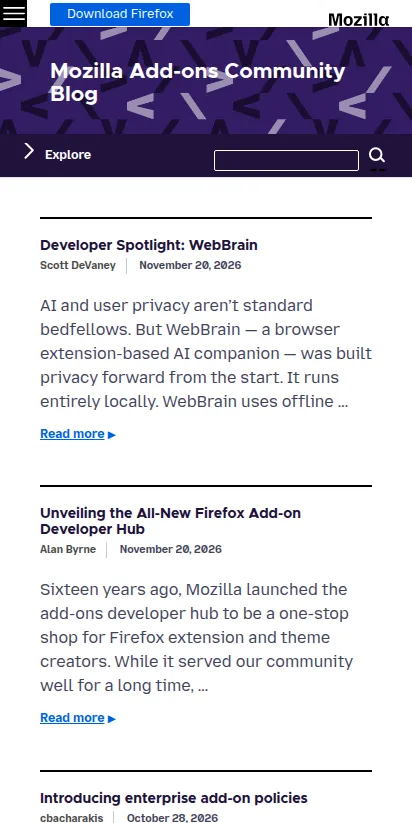 Download Firefox
Mozilla
Mozilla Add-ons Community
Blog
Explore
Developer Spotlight: WebBrain
Scott DeVaney
November 20, 2026
AI and user privacy aren’t standard
bedfellows. But WebBrain — a browser
extension-based AI companion — was built
privacy forward from the start. It runs
entirely locally. WebBrain uses offline ...
Read more ▶
Unveiling the All-New Firefox Add-on
Developer Hub
Alan Byrne
November 20, 2026
Sixteen years ago, Mozilla launched the
add-ons developer hub to be a one-stop
shop for Firefox extension and theme
creators. While it served our community
well for a long time, ...
Read more ▶
Introducing enterprise add-on policies
cbacharakis
October 28, 2026